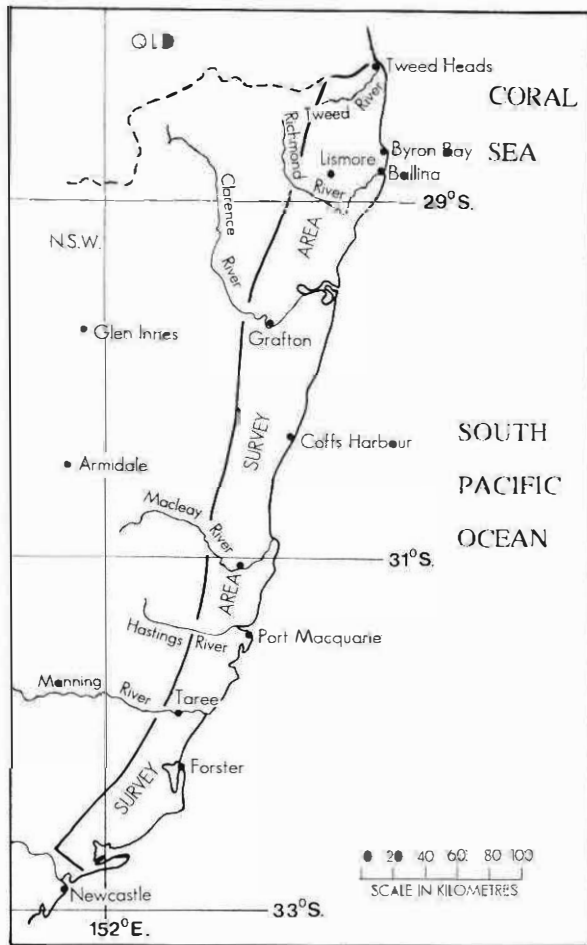 QLD
Tweed Heads
CORAL
SEA
Tweed River
Richmond River
Lismore
Byron Bay
Ballina
29°S.
Clarence River
N.S.W.
AREA
Glen Innes
Grafton
SURVEY
Coffs Harbour
SOUTH
PACIFIC
OCEAN
Armidale
Macleay River
31°S.
AREA
Hastings River
Port Macquarie
Manning River
Taree
SURVEY
Forster
0 20 40 60 80 100
SCALE IN KILOMETRES
Newcastle
152°E.
33°S.